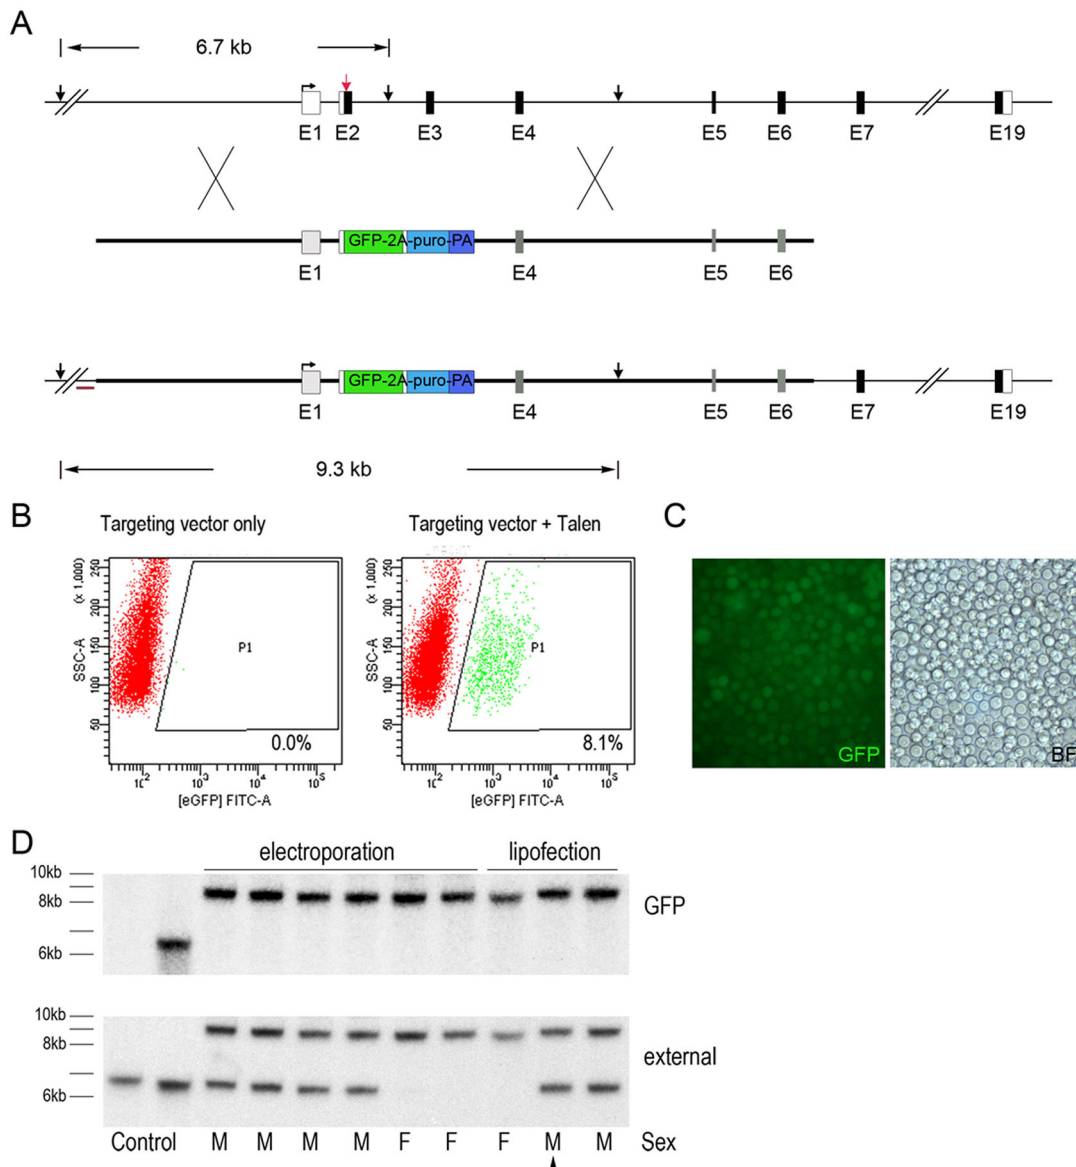 A
6.7 kb
E1 E2 E3 E4 E5 E6 E7 E19
GFP-2A-puro-PA
E1 E4 E5 E6
GFP-2A-puro-PA
E1 E4 E5 E6 E7 E19
9.3 kb
B
Targeting vector only
(x 1.000)
SSC-A
50 100 150 200 250
P1
0.0%
10^3 10^4 10^5
[eGFP] FITC-A
Targeting vector + Talen
(x 1.000)
SSC-A
50 100 150 200 250
P1
8.1%
10^3 10^4 10^5
[eGFP] FITC-A
C
GFP
BF
D
electroporation lipofection
10kb
8kb
6kb
GFP
10kb
8kb
6kb
external
Control M M M M F F F M M Sex